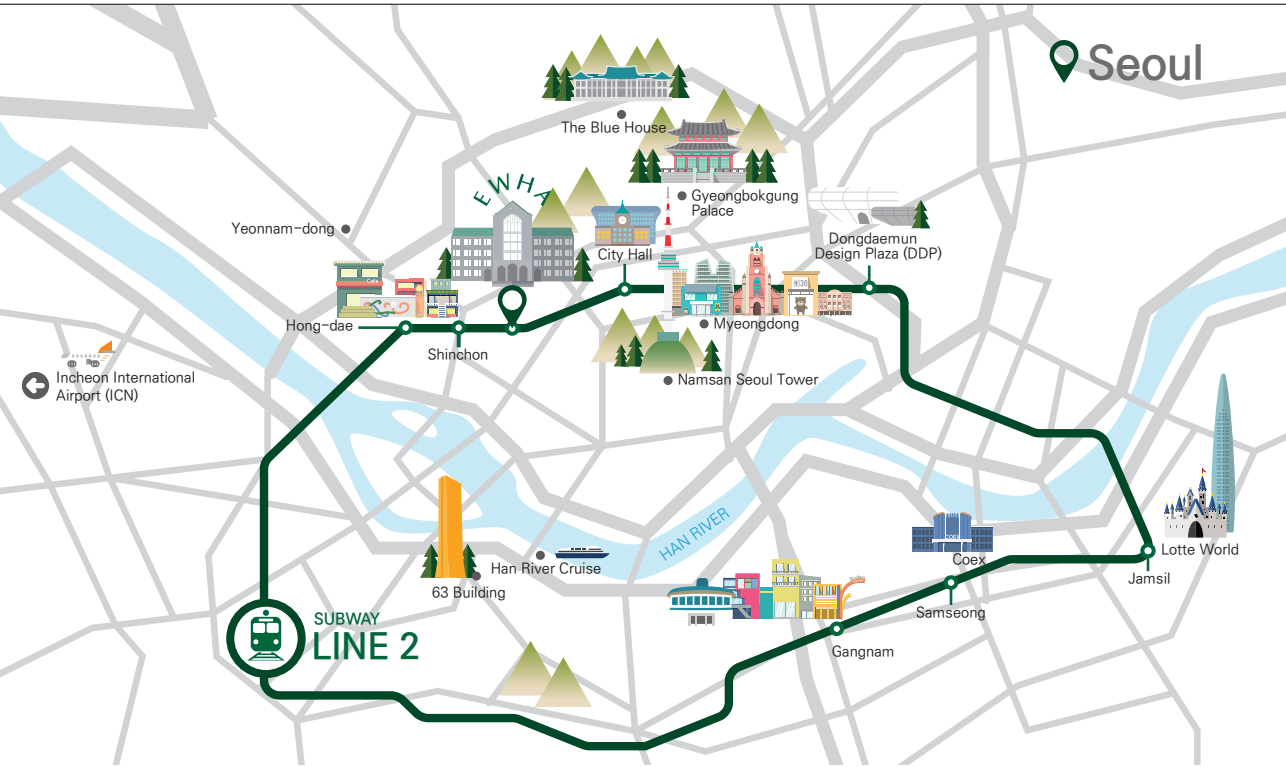 Seoul
The Blue House
Gyeongbokgung
Palace
EWHA
Yeonnam-dong
City Hall
Dongdaemun
Design Plaza (DDP)
Cafe
Hong-dae
Shinchon
Myeongdong
Namsan Seoul Tower
Incheon International
Airport (ICN)
HAN RIVER
COEX
Coex
Lotte World
Han River Cruise
63 Building
Jamsil
Samseong
SUBWAY
LINE 2
Gangnam